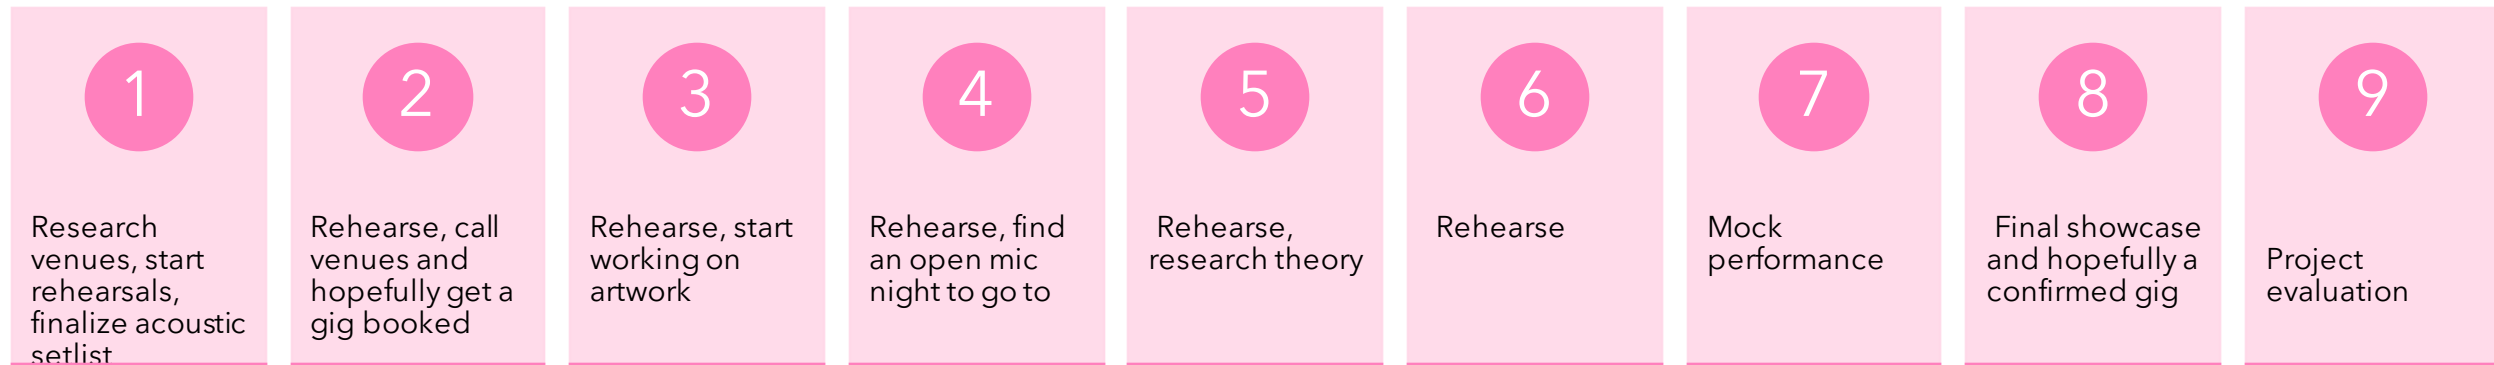 1
Research
venues, start
rehearsals,
finalize acoustic
setlist
2
Rehearse, call
venues and
hopefully get a
gig booked
3
Rehearse, start
working on
artwork
4
Rehearse, find
an open mic
night to go to
5
Rehearse,
research theory
6
Rehearse
7
Mock
performance
8
Final showcase
and hopefully a
confirmed gig
9
Project
evaluation